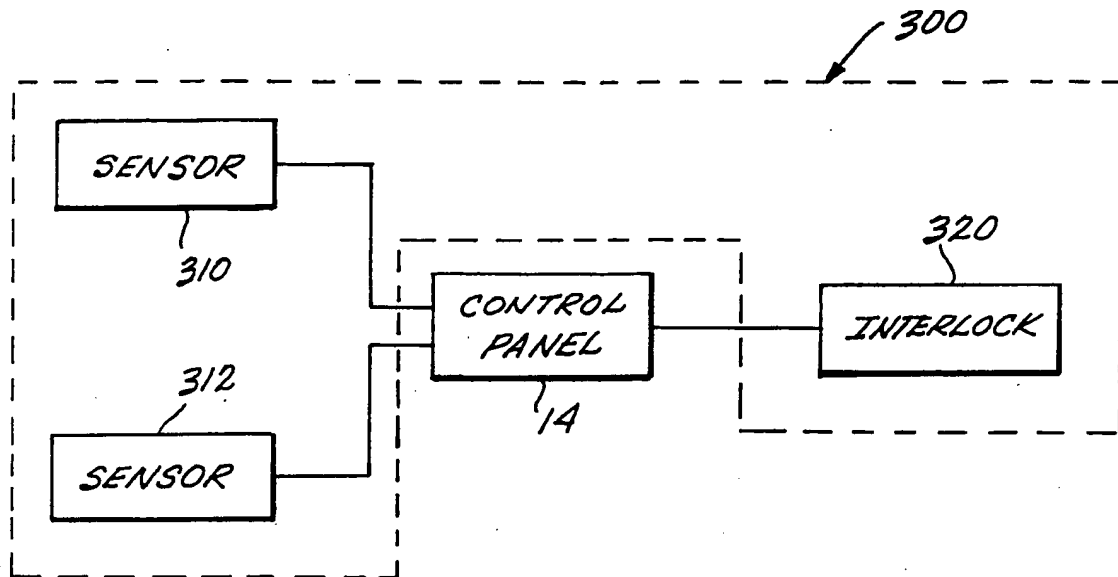 300
SENSOR
310
320
CONTROL
PANEL
INTERLOCK
14
312
SENSOR